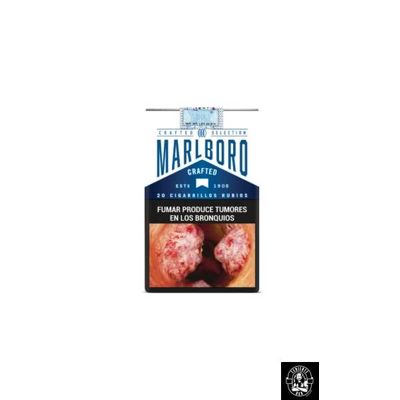 CRAFTED SELECTION
MARLBORO
CRAFTED
ESTD 1908
20 CIGARRILLOS RUBIOS
FUMAR PRODUCE TUMORES
EN LOS BRONQUIOS